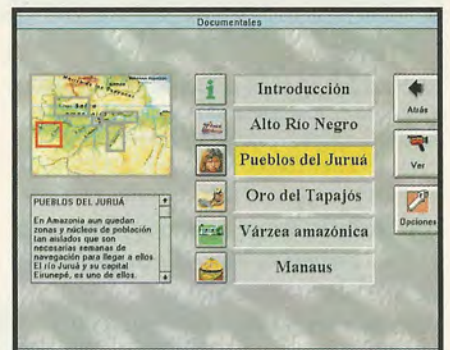 Documentales
Introducción
Alto Río Negro
Pueblos del Juruá
Oro del Tapajós
Várzea amazónica
Manaus
Atrás
Ver
Opciones
PUEBLOS DEL JURUÁ
En Amazonia aun quedan
zonas y núcleos de población
tan aislados que son
necesarias semanas de
navegación para llegar a ellos.
El río Juruá y su capital
Eirunepé, es uno de ellos.